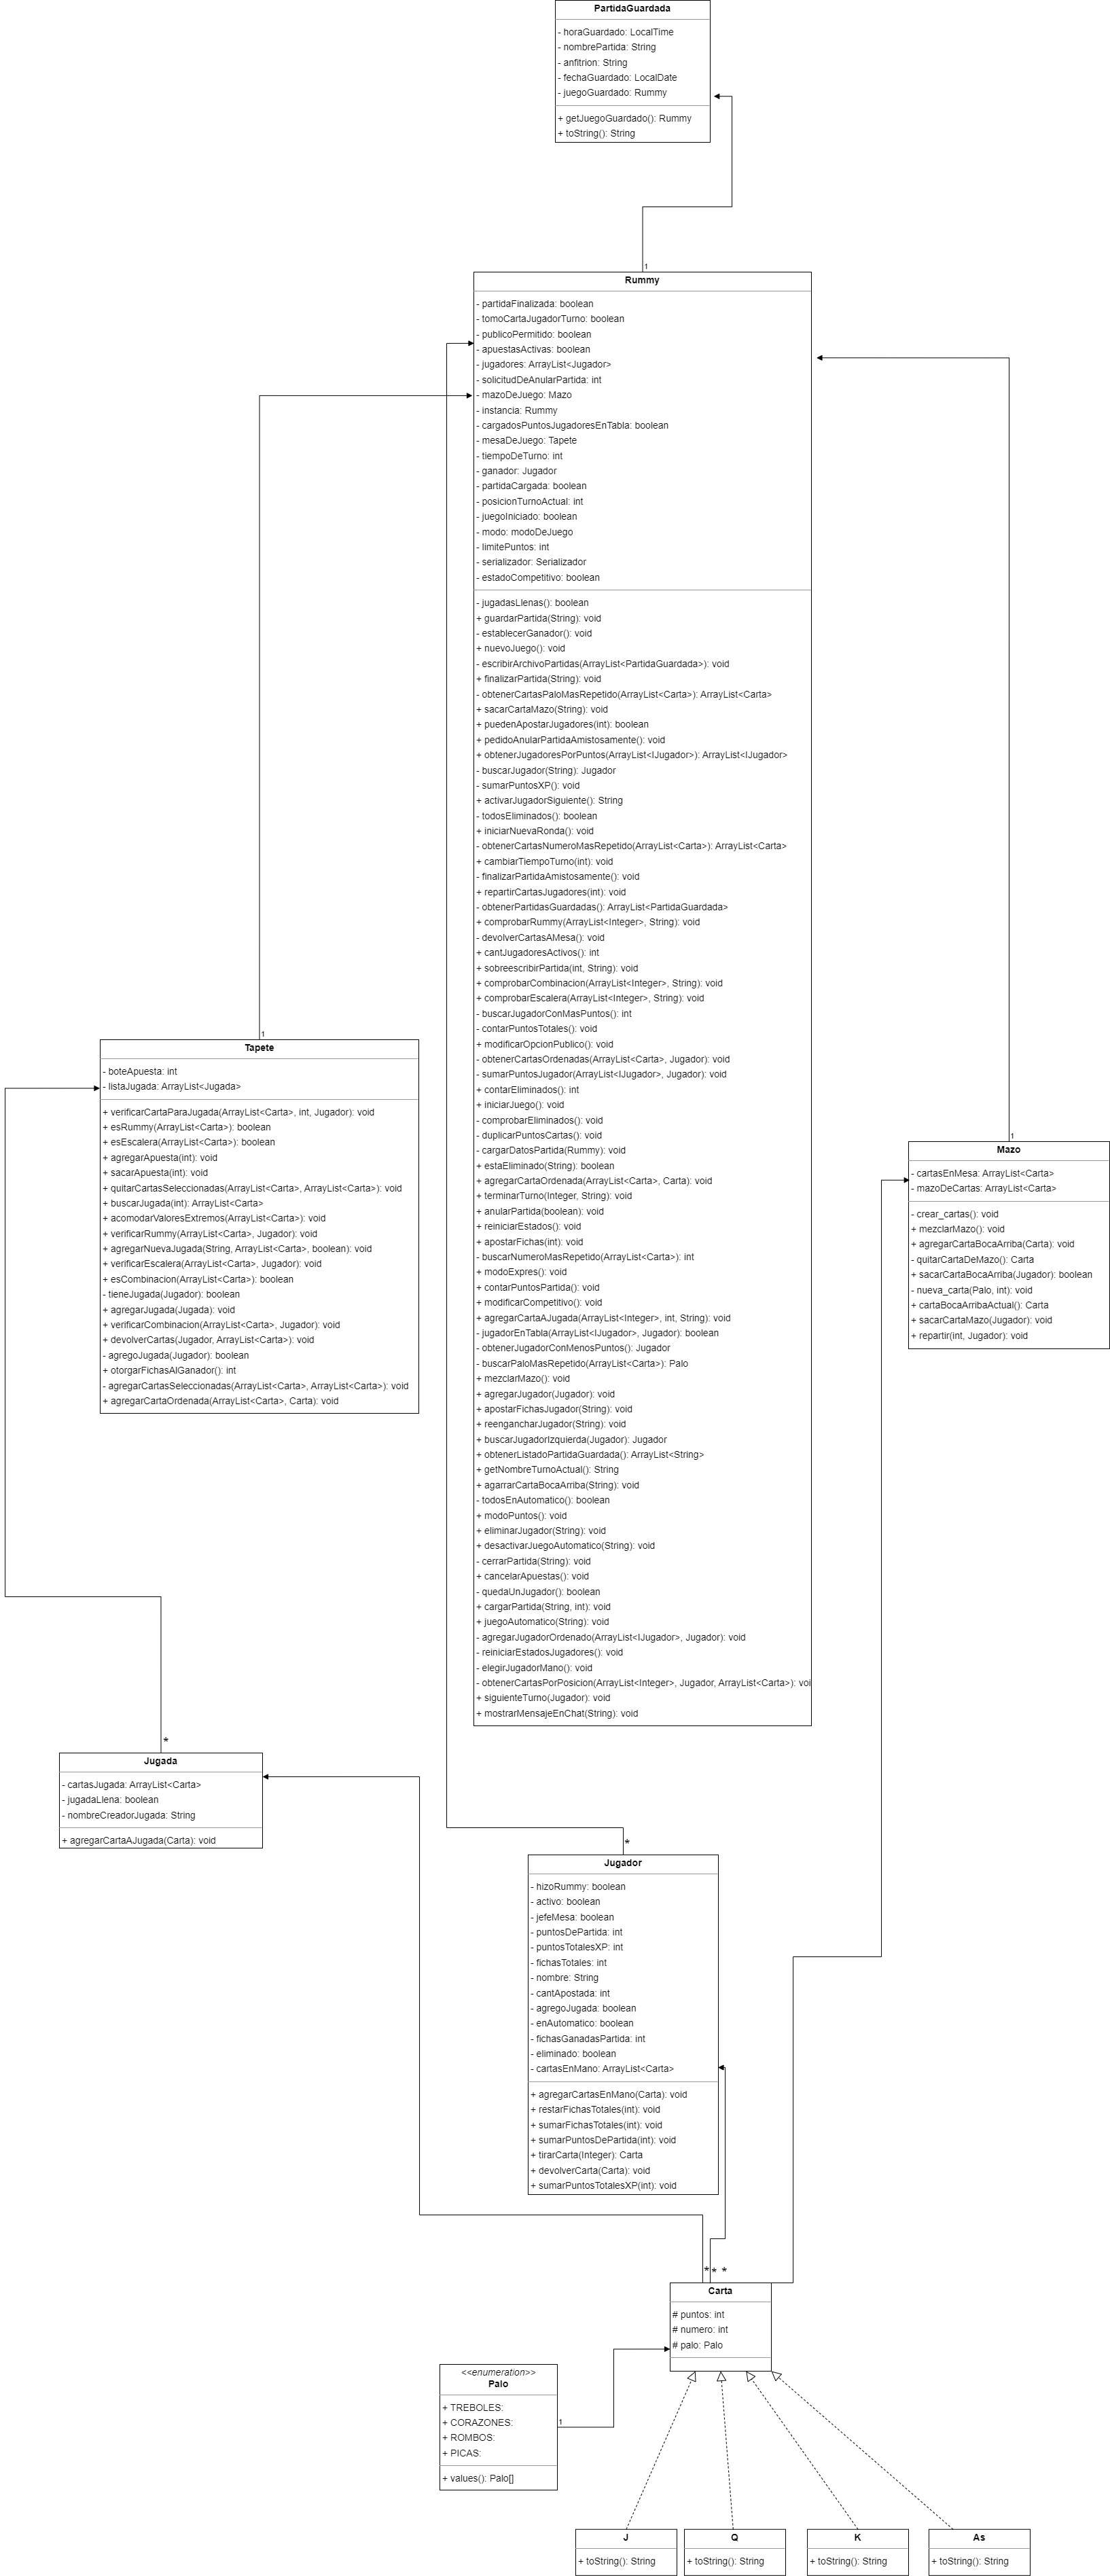 PartidaGuardada
- horaGuardado: LocalTime
- nombrePartida: String
- anfitrion: String
- fechaGuardado: LocalDate
- juegoGuardado: Rummy
+ getJuegoGuardado(): Rummy
+ toString(): String
1
Rummy
- partidaFinalizada: boolean
- tomoCartaJugadorTurno: boolean
- publicoPermitido: boolean
- apuestasActivas: boolean
- jugadores: ArrayList<Jugador>
- solicitudDeAnularPartida: int
- mazoDeJuego: Mazo
- instancia: Rummy
- cargadosPuntosJugadoresEnTabla: boolean
- mesaDeJuego: Tapete
- tiempoDeTurno: int
- ganador: Jugador
- partidaCargada: boolean
- posicionTurnoActual: int
- juegoIniciado: boolean
- modo: modoDeJuego
- limitePuntos: int
- serializador: Serializador
- estadoCompetitivo: boolean
- jugadasLlenas(): boolean
+ guardarPartida(String): void
- establecerGanador(): void
+ nuevoJuego(): void
- escribirArchivoPartidas(ArrayList<PartidaGuardada>): void
+ finalizarPartida(String): void
- obtenerCartasPaloMasRepetido(ArrayList<Carta>): ArrayList<Carta>
+ sacarCartaMazo(String): void
+ puedenApostarJugadores(int): boolean
+ pedidoAnularPartidaAmistosamente(): void
+ obtenerJugadoresPorPuntos(ArrayList<IJugador>): ArrayList<IJugador>
- buscarJugador(String): Jugador
- sumarPuntosXP(): void
+ activarJugadorSiguiente(): String
- todosEliminados(): boolean
+ iniciarNuevaRonda(): void
- obtenerCartasNumeroMasRepetido(ArrayList<Carta>): ArrayList<Carta>
+ cambiarTiempoTurno(int): void
- finalizarPartidaAmistosamente(): void
+ repartirCartasJugadores(int): void
- obtenerPartidasGuardadas(): ArrayList<PartidaGuardada>
+ comprobarRummy(ArrayList<Integer>, String): void
- devolverCartasAMesa(): void
+ cantJugadoresActivos(): int
+ sobreescribirPartida(int, String): void
+ comprobarCombinacion(ArrayList<Integer>, String): void
+ comprobarEscalera(ArrayList<Integer>, String): void
- buscarJugadorConMasPuntos(): int
- contarPuntosTotales(): void
+ modificarOpcionPublico(): void
- obtenerCartasOrdenadas(ArrayList<Carta>, Jugador): void
- sumarPuntosJugador(ArrayList<IJugador>, Jugador): void
+ contarEliminados(): int
+ iniciarJuego(): void
- comprobarEliminados(): void
- duplicarPuntosCartas(): void
- cargarDatosPartida(Rummy): void
+ estaEliminado(String): boolean
+ agregarCartaOrdenada(ArrayList<Carta>, Carta): void
+ terminarTurno(Integer, String): void
+ anularPartida(boolean): void
+ reiniciarEstados(): void
+ apostarFichas(int): void
- buscarNumeroMasRepetido(ArrayList<Carta>): int
+ modoExpres(): void
+ contarPuntosPartida(): void
+ modificarCompetitivo(): void
+ agregarCartaAJugada(ArrayList<Integer>, int, String): void
- jugadorEnTabla(ArrayList<IJugador>, Jugador): boolean
- obtenerJugadorConMenosPuntos(): Jugador
- buscarPaloMasRepetido(ArrayList<Carta>): Palo
+ mezclarMazo(): void
+ agregarJugador(Jugador): void
+ apostarFichasJugador(String): void
+ reengancharJugador(String): void
+ buscarJugadorIzquierda(Jugador): Jugador
+ obtenerListadoPartidaGuardada(): ArrayList<String>
+ getNombreTurnoActual(): String
+ agarrarCartaBocaArriba(String): void
- todosEnAutomatico(): boolean
+ modoPuntos(): void
+ eliminarJugador(String): void
+ desactivarJuegoAutomatico(String): void
- cerrarPartida(String): void
+ cancelarApuestas(): void
- quedaUnJugador(): boolean
+ cargarPartida(String, int): void
+ juegoAutomatico(String): void
- agregarJugadorOrdenado(ArrayList<IJugador>, Jugador): void
- reiniciarEstadosJugadores(): void
- elegirJugadorMano(): void
- obtenerCartasPorPosicion(ArrayList<Integer>, Jugador, ArrayList<Carta>): voi
+ siguienteTurno(Jugador): void
+ mostrarMensajeEnChat(String): void
1
Tapete
- boteApuesta: int
- listaJugada: ArrayList<Jugada>
+ verificarCartaParaJugada(ArrayList<Carta>, int, Jugador): void
+ esRummy(ArrayList<Carta>): boolean
+ esEscalera(ArrayList<Carta>): boolean
+ agregarApuesta(int): void
+ sacarApuesta(int): void
+ quitarCartasSeleccionadas(ArrayList<Carta>, ArrayList<Carta>): void
+ buscarJugada(int): ArrayList<Carta>
+ acomodarValoresExtremos(ArrayList<Carta>): void
+ verificarRummy(ArrayList<Carta>, Jugador): void
+ agregarNuevaJugada(String, ArrayList<Carta>, boolean): void
+ verificarEscalera(ArrayList<Carta>, Jugador): void
+ esCombinacion(ArrayList<Carta>): boolean
- tieneJugada(Jugador): boolean
+ agregarJugada(Jugada): void
+ verificarCombinacion(ArrayList<Carta>, Jugador): void
+ devolverCartas(Jugador, ArrayList<Carta>): void
- agregoJugada(Jugador): boolean
+ otorgarFichasAlGanador(): int
- agregarCartasSeleccionadas(ArrayList<Carta>, ArrayList<Carta>): void
+ agregarCartaOrdenada(ArrayList<Carta>, Carta): void
1
Mazo
- cartasEnMesa: ArrayList<Carta>
- mazoDeCartas: ArrayList<Carta>
- crear_cartas(): void
+ mezclarMazo(): void
+ agregarCartaBocaArriba(Carta): void
- quitarCartaDeMazo(): Carta
+ sacarCartaBocaArriba(Jugador): boolean
- nueva_carta(Palo, int): void
+ cartaBocaArribaActual(): Carta
+ sacarCartaMazo(Jugador): void
+ repartir(int, Jugador): void
*
Jugada
- cartasJugada: ArrayList<Carta>
- jugadaLlena: boolean
- nombreCreadorJugada: String
+ agregarCartaAJugada(Carta): void
*
Jugador
- hizoRummy: boolean
- activo: boolean
- jefeMesa: boolean
- puntosDePartida: int
- puntosTotalesXP: int
- fichasTotales: int
- nombre: String
- cantApostada: int
- agregoJugada: boolean
- enAutomatico: boolean
- fichasGanadasPartida: int
- eliminado: boolean
- cartasEnMano: ArrayList<Carta>
+ agregarCartasEnMano(Carta): void
+ restarFichasTotales(int): void
+ sumarFichasTotales(int): void
+ sumarPuntosDePartida(int): void
+ tirarCarta(Integer): Carta
+ devolverCarta(Carta): void
+ sumarPuntosTotalesXP(int): void
* * *
Carta
# puntos: int
# numero: int
# palo: Palo
<<enumeration>>
Palo
+ TREBOLES:
+ CORAZONES:
+ ROMBOS:
+ PICAS:
+ values(): Palo[]
1
J
+ toString(): String
Q
+ toString(): String
K
+ toString(): String
As
+ toString(): String